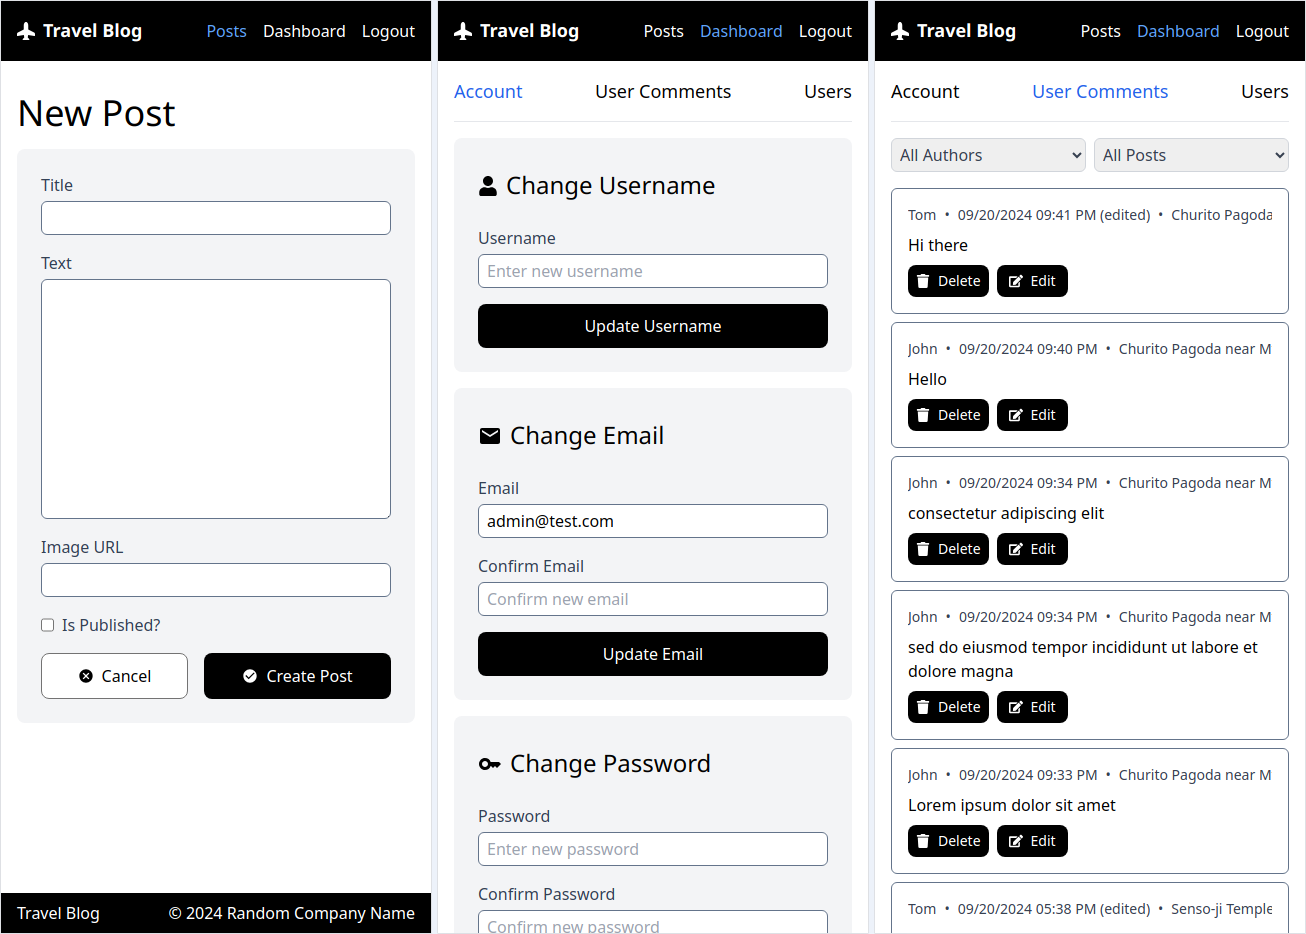 Travel Blog Posts Dashboard Logout
New Post
Title
Text
Image URL
Is Published?
Cancel Create Post
Travel Blog © 2024 Random Company Name
Travel Blog Posts Dashboard Logout
Account User Comments Users
Change Username
Username
Enter new username
Update Username
Change Email
Email
admin@test.com
Confirm Email
Confirm new email
Update Email
Change Password
Password
Enter new password
Confirm Password
Confirm new password
Travel Blog Posts Dashboard Logout
Account User Comments Users
All Authors All Posts
Tom • 09/20/2024 09:41 PM (edited) • Churito Pagoda
Hi there
Delete Edit
John • 09/20/2024 09:40 PM • Churito Pagoda near M
Hello
Delete Edit
John • 09/20/2024 09:34 PM • Churito Pagoda near M
consectetur adipiscing elit
Delete Edit
John • 09/20/2024 09:34 PM • Churito Pagoda near M
sed do eiusmod tempor incididunt ut labore et
dolore magna
Delete Edit
John • 09/20/2024 09:33 PM • Churito Pagoda near M
Lorem ipsum dolor sit amet
Delete Edit
Tom • 09/20/2024 05:38 PM (edited) • Senso-ji Temple